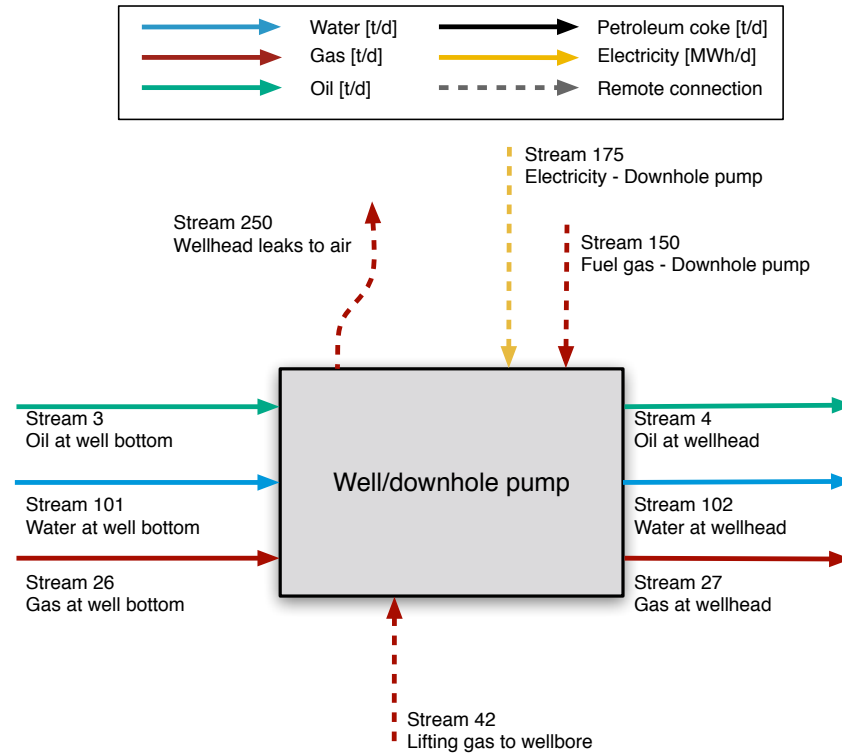 Water [t/d]
Petroleum coke [t/d]
Gas [t/d]
Electricity [MWh/d]
Oil [t/d]
Remote connection
Stream 175
Electricity - Downhole pump
Stream 250
Wellhead leaks to air
Stream 150
Fuel gas - Downhole pump
Stream 3
Oil at well bottom
Stream 4
Oil at wellhead
Well/downhole pump
Stream 101
Water at well bottom
Stream 102
Water at wellhead
Stream 26
Gas at well bottom
Stream 27
Gas at wellhead
Stream 42
Lifting gas to wellbore